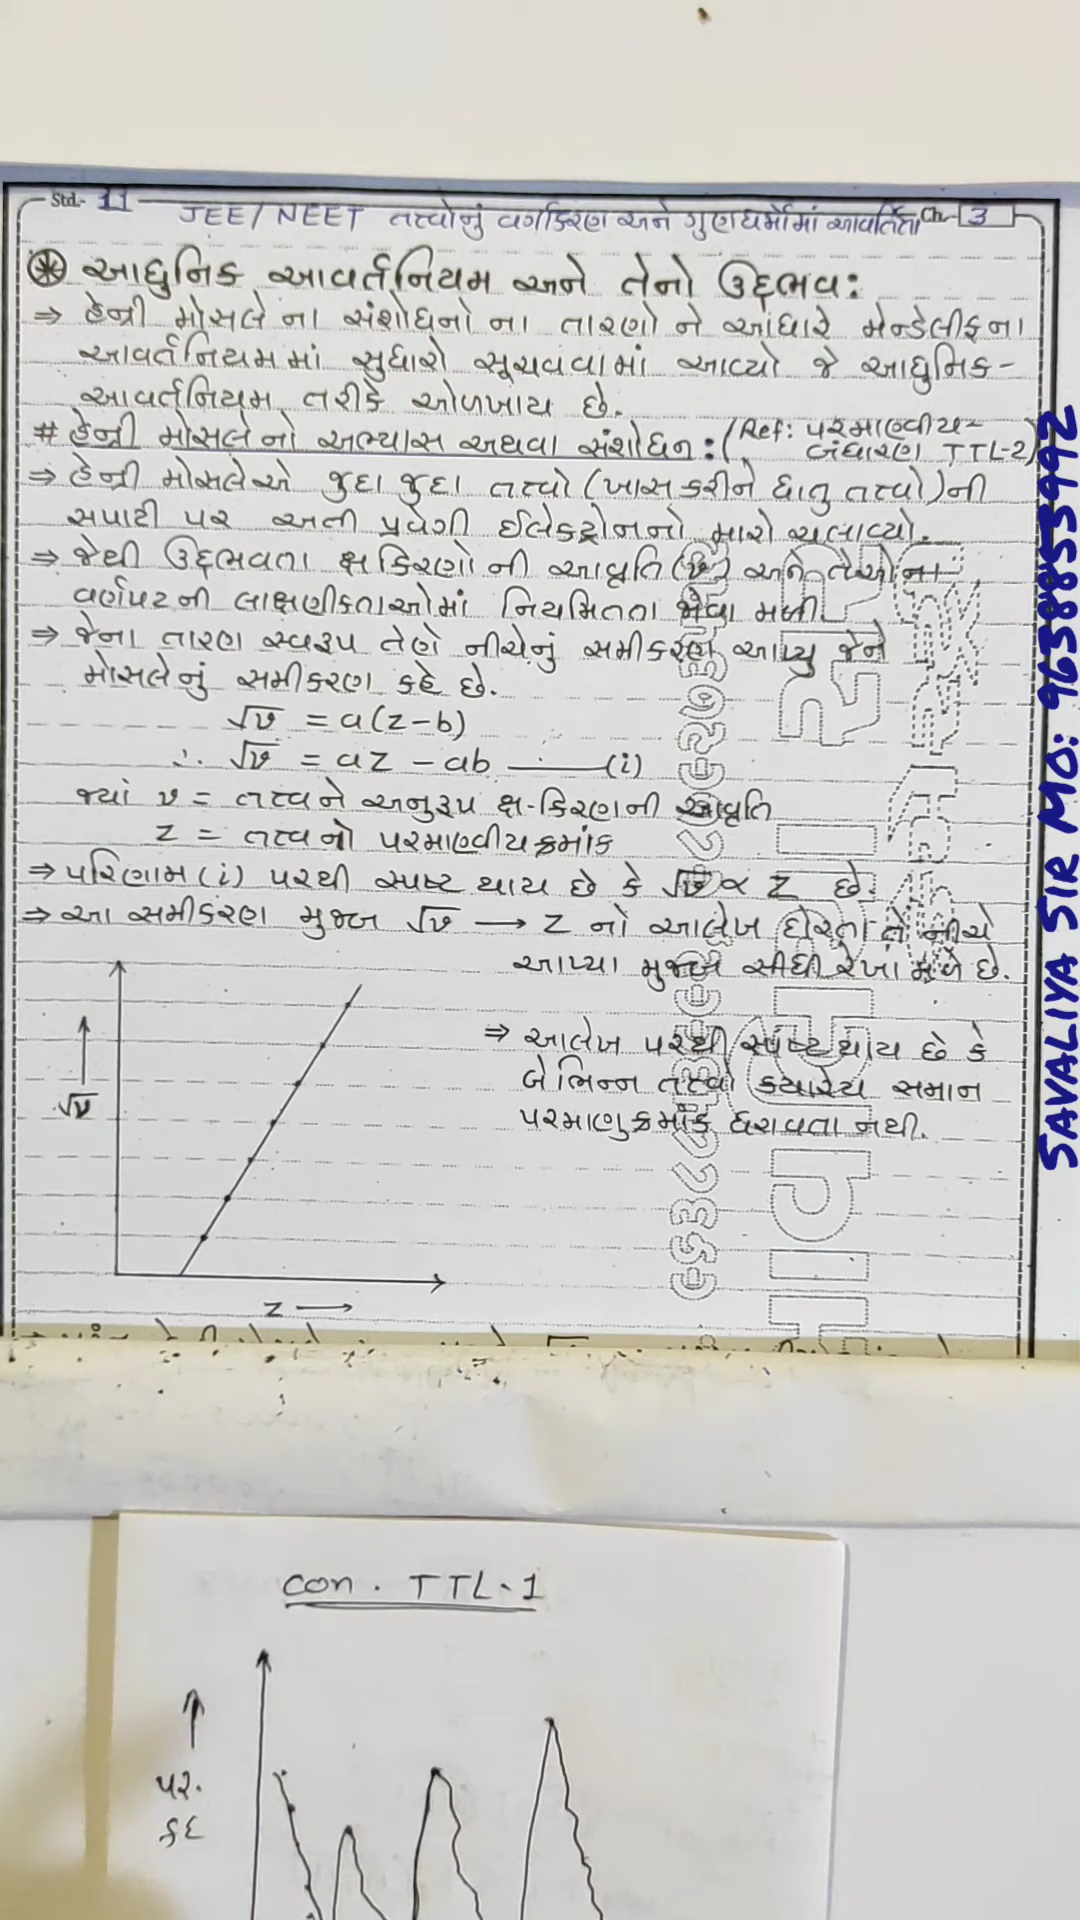 Std.- 11
JEE/NEET તત્વોનું વર્ગીકરણ અને ગુણધર્મોમાં આવર્તિતા Ch.- 3
આધુનિક આવર્તનિયમ અને તેનો ઉદ્દભવ:
⇒ હેન્રી મોસલે ના સંશોધનો ના તારણો ને આધારે મેન્ડેલીફના
આવર્તનિયમમાં સુધારો સૂચવવામાં આવ્યો જે આધુનિક-
આવર્તનિયમ તરીકે ઓળખાય છે.
# હેન્રી મોસલેનો અભ્યાસ અથવા સંશોધન: (Ref: પરમાણ્વીય-
બંધારણ TTL-2)
⇒ હેન્રી મોસલેએ જુદા જુદા તત્વો (ખાસ કરીને ધાતુ તત્વો)ની
સપાટી પર અતી પ્રવેગી ઈલેક્ટ્રોનનો મારો ચલાવ્યો.
⇒ જેથી ઉદ્દભવતા ક્ષ કિરણો ની આવૃતિ (ν) અને તેઓના
વર્ણપટની લાક્ષણીકતાઓમાં નિયમિતતા જોવા મળી.
⇒ જેના તારણ સ્વરૂપ તેણે નીચેનું સમીકરણ આપ્યુ જેને
મોસલેનું સમીકરણ કહે છે.
√ν = a(z-b)
∴ √ν = az - ab ——— (i)
જ્યાં ν = તત્વને અનુરૂપ ક્ષ-કિરણની આવૃતિ
z = તત્વનો પરમાણ્વીયક્રમાંક
⇒ પરિણામ (i) પરથી સ્પષ્ટ થાય છે કે √ν ∝ Z છે.
⇒ આ સમીકરણ મુજબ √ν → Z નો આલેખ દોરતા તે નીચે
આપ્યા મુજબ સીધી રેખા મળે છે.
⇒ આલેખ પરથી સ્પષ્ટ થાય છે કે
બે ભિન્ન તત્વો ક્યારેય સમાન
પરમાણુક્રમાંક ધરાવતા નથી.
√ν
z →
SAVALIYA SIR MO: 9638853992
con. TTL-1
પર.
કદ